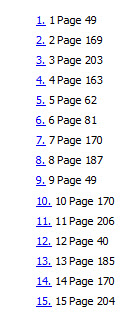 1. 1 Page 49
2. 2 Page 169
3. 3 Page 203
4. 4 Page 163
5. 5 Page 62
6. 6 Page 81
7. 7 Page 170
8. 8 Page 187
9. 9 Page 49
10. 10 Page 170
11. 11 Page 206
12. 12 Page 40
13. 13 Page 185
14. 14 Page 170
15. 15 Page 204